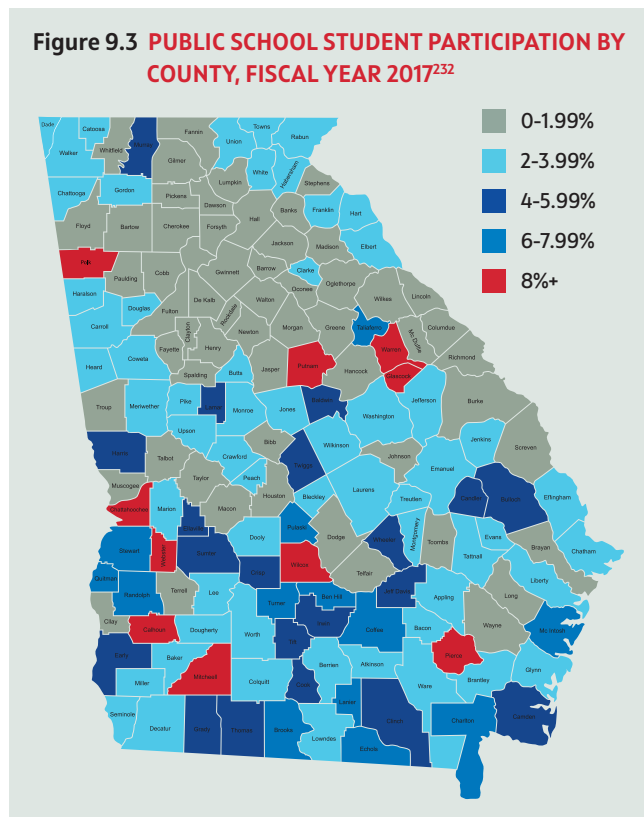 Figure 9.3 PUBLIC SCHOOL STUDENT PARTICIPATION BY
COUNTY, FISCAL YEAR 2017232
0-1.99%
2-3.99%
4-5.99%
6-7.99%
8%+
Dade
Catoosa
Whitfield
Murray
Fannin
Union
Towns
Rabun
Walker
Gilmer
White
Habersham
Lumpkin
Stephens
Chattooga
Gordon
Pickens
Dawson
Banks
Franklin
Hart
Floyd
Bartow
Cherokee
Forsyth
Hall
Jackson
Madison
Elbert
Polk
Paulding
Cobb
Gwinnett
Barrow
Clarke
Oconee
Oglethorpe
Wilkes
Lincoln
Haralson
Douglas
Fulton
De Kalb
Rockdale
Walton
Morgan
Greene
Taliaferro
Warren
Mc Duffie
Columdue
Carroll
Clayton
Newton
Richmond
Fayette
Henry
Heard
Coweta
Spalding
Butts
Jasper
Putnam
Hancock
Glascock
Troup
Meriwether
Pike
Lamar
Monroe
Jones
Baldwin
Washington
Jefferson
Burke
Upson
Bibb
Wilkinson
Johnson
Jenkins
Screven
Harris
Talbot
Crawford
Twiggs
Emanuel
Muscogee
Taylor
Peach
Houston
Bleckley
Laurens
Treutlen
Candler
Bulloch
Effingham
Chattahoochee
Marion
Macon
Schley
Dooly
Pulaski
Dodge
Wheeler
Montgomery
Toombs
Evans
Tattnall
Brayan
Chatham
Stewart
Webster
Sumter
Crisp
Wilcox
Telfair
Liberty
Quitman
Randolph
Terrell
Lee
Turner
Ben Hill
Jeff Davis
Appling
Long
Clay
Calhoun
Dougherty
Worth
Irwin
Coffee
Bacon
Wayne
Mc Intosh
Early
Baker
Mitchell
Tift
Pierce
Miller
Colquitt
Cook
Berrien
Atkinson
Ware
Brantley
Glynn
Seminole
Decatur
Grady
Thomas
Brooks
Lanier
Clinch
Charlton
Camden
Lowndes
Echols